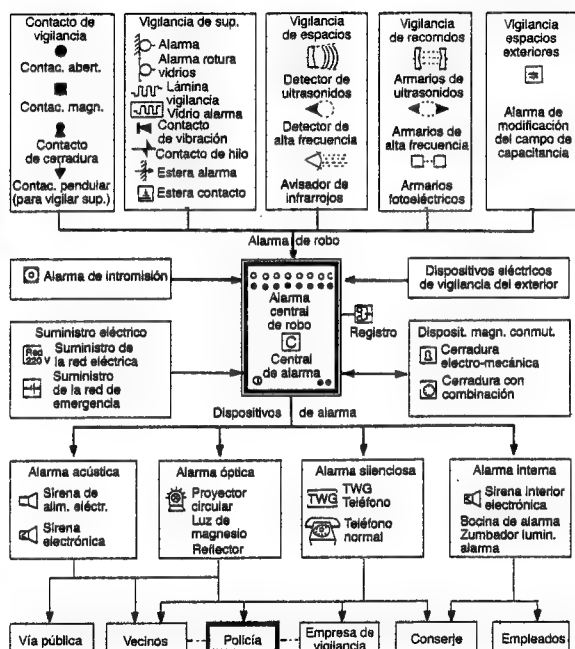 Contacto de
vigilancia
Contac. abert.
Contac. magn.
Contacto
de cerradura
Contac. pendular
(para vigilar sup.)
Vigilancia de sup.
Alarma
Alarma rotura
vidrios
Lámina
vigilancia
Vidrio alarma
Contacto
de vibración
Contacto de hilo
Estera alarma
Estera contacto
Vigilancia
de espacios
Detector de
ultrasonidos
Detector de
alta frecuencia
Avisador de
infrarrojos
Vigilancia
de recorridos
Armarios de
ultrasonidos
Armarios de
alta frecuencia
Armarios
fotoeléctricos
Vigilancia
espacios
exteriores
Alarma de
modificación
del campo de
capacitancia
Alarma de robo
Alarma de intromisión
Alarma
central
de robo
C
Central
de alarma
Registro
Dispositivos eléctricos
de vigilancia del exterior
Suministro eléctrico
Red
220 V
Suministro de
la red eléctrica
Suministro
de la red de
emergencia
Disposit. magn. conmut.
Cerradura
electro-mecánica
Cerradura con
combinación
Dispositivos de alarma
Alarma acústica
Sirena de
alim. eléctr.
Sirena
electrónica
Alarma óptica
Proyector
circular
Luz de
magnesio
Reflector
Alarma silenciosa
TWG
TWG
Teléfono
Teléfono
normal
Alarma interna
Sirena interior
electrónica
Bocina de alarma
Zumbador lumin.
alarma
Vía pública
Vecinos
Policía
Empresa de
vigilancia
Conserje
Empleados